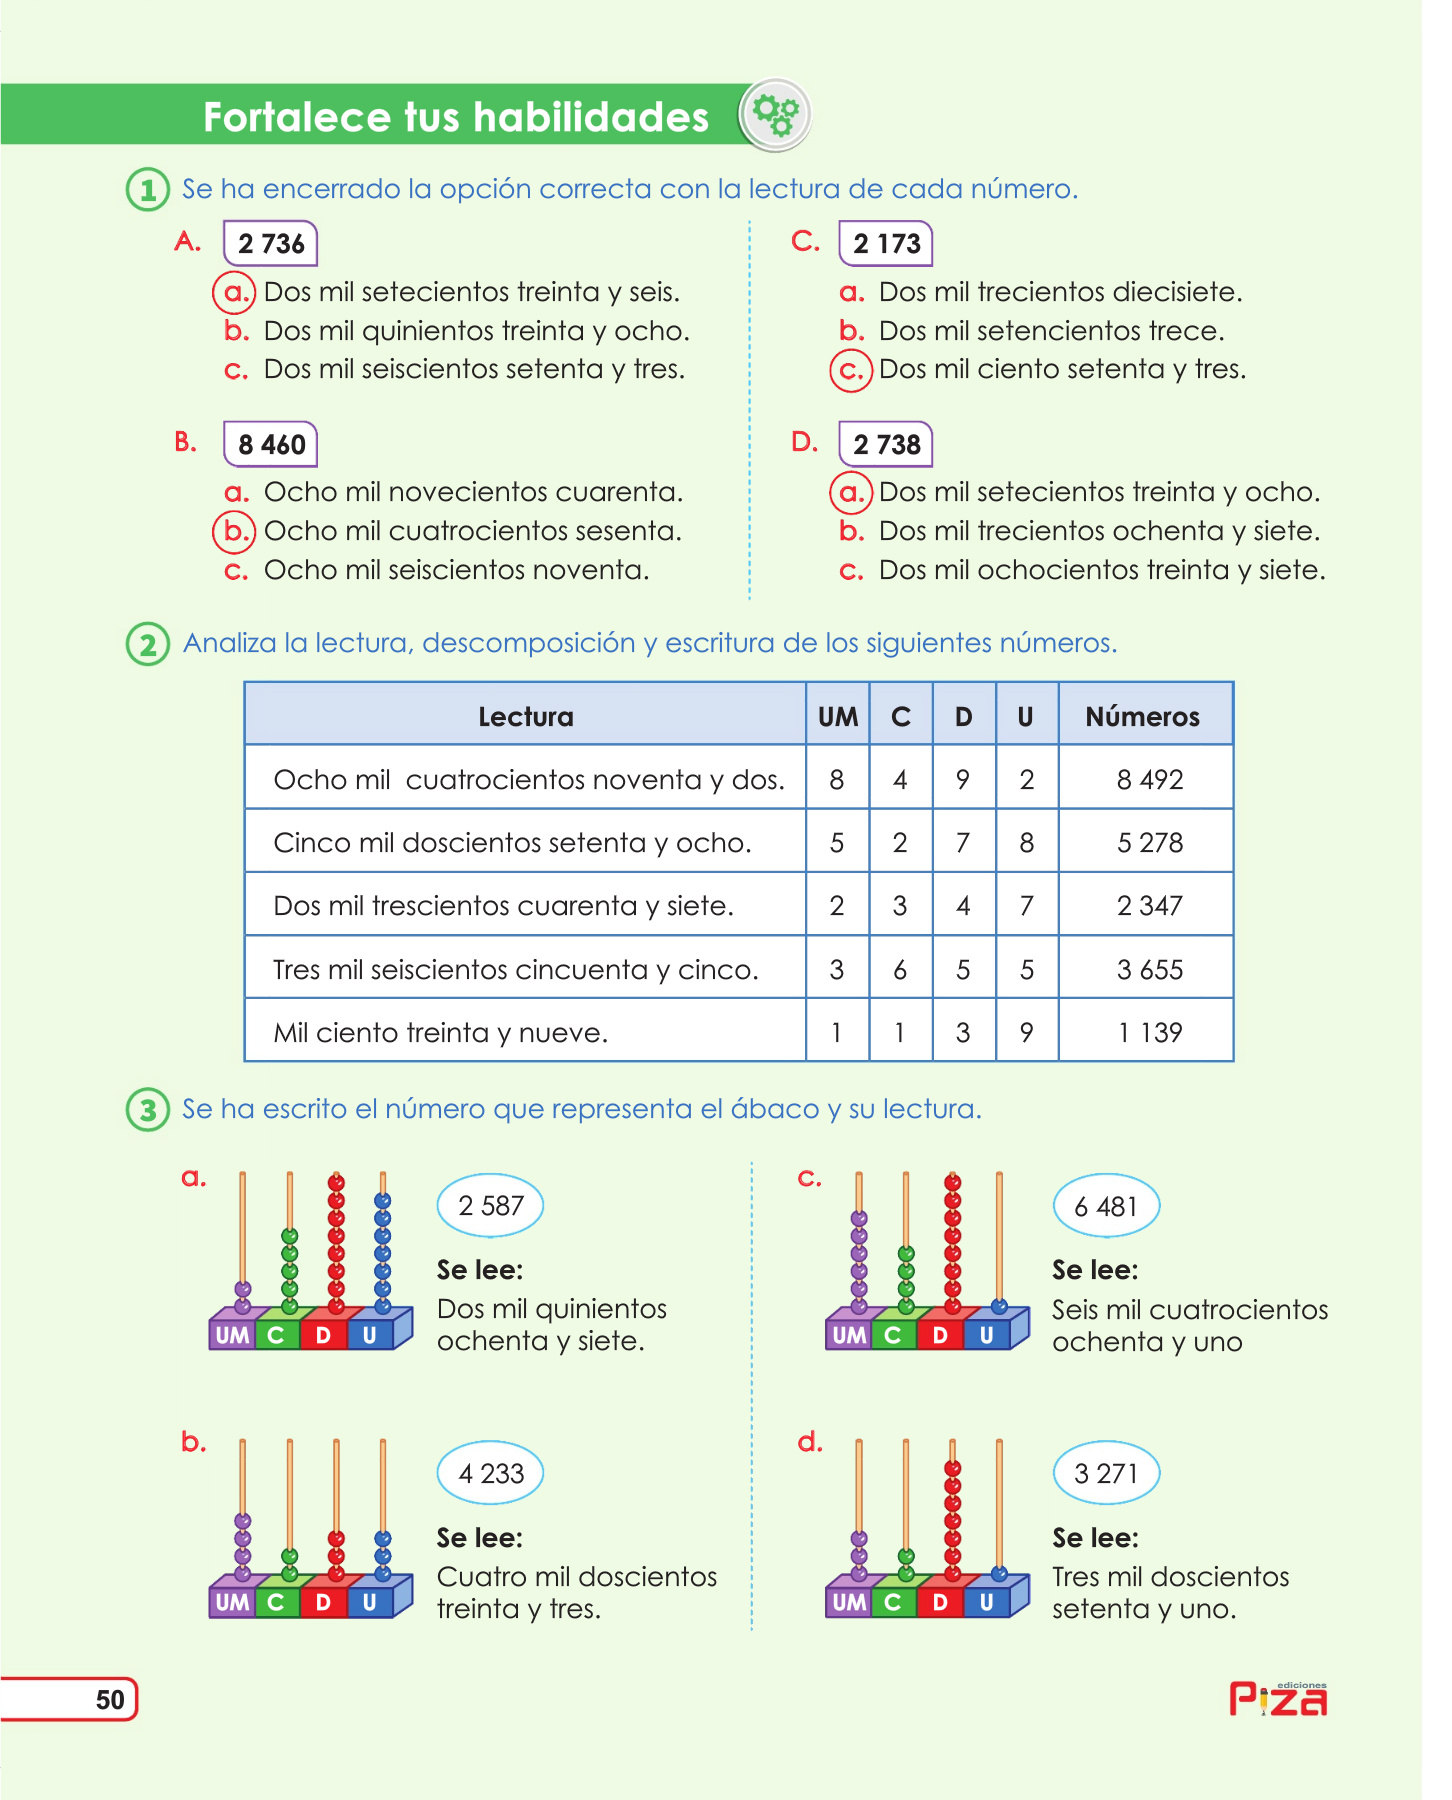 Fortalece tus habilidades
1 Se ha encerrado la opción correcta con la lectura de cada número.
A. 2 736
a. Dos mil setecientos treinta y seis.
b. Dos mil quinientos treinta y ocho.
c. Dos mil seiscientos setenta y tres.
B. 8 460
a. Ocho mil novecientos cuarenta.
b. Ocho mil cuatrocientos sesenta.
c. Ocho mil seiscientos noventa.
C. 2 173
a. Dos mil trecientos diecisiete.
b. Dos mil setencientos trece.
c. Dos mil ciento setenta y tres.
D. 2 738
a. Dos mil setecientos treinta y ocho.
b. Dos mil trecientos ochenta y siete.
c. Dos mil ochocientos treinta y siete.
2 Analiza la lectura, descomposición y escritura de los siguientes números.
Lectura UM C D U Números
Ocho mil cuatrocientos noventa y dos. 8 4 9 2 8 492
Cinco mil doscientos setenta y ocho. 5 2 7 8 5 278
Dos mil trescientos cuarenta y siete. 2 3 4 7 2 347
Tres mil seiscientos cincuenta y cinco. 3 6 5 5 3 655
Mil ciento treinta y nueve. 1 1 3 9 1 139
3 Se ha escrito el número que representa el ábaco y su lectura.
a.
2 587
Se lee:
Dos mil quinientos
ochenta y siete.
UM C D U
b.
4 233
Se lee:
Cuatro mil doscientos
treinta y tres.
UM C D U
c.
6 481
Se lee:
Seis mil cuatrocientos
ochenta y uno
UM C D U
d.
3 271
Se lee:
Tres mil doscientos
setenta y uno.
UM C D U
50
ediciones
Piza